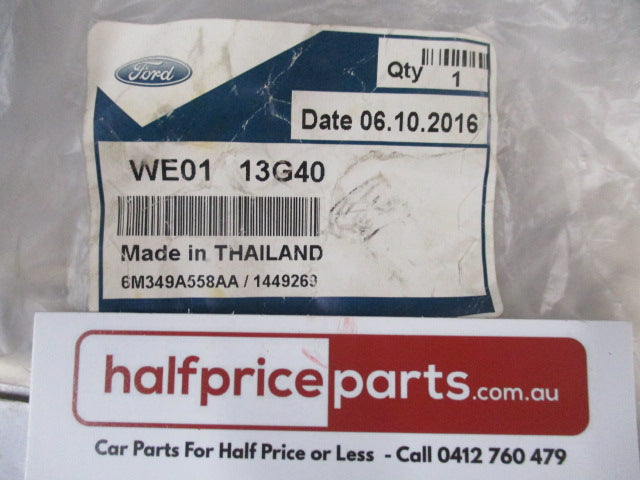 Ford
Qty 1
Date 06.10.2016
WE01 13G40
Made in THAILAND
6M349A558AA / 1449269
halfpriceparts.com.au
Car Parts For Half Price or Less - Call 0412 760 479